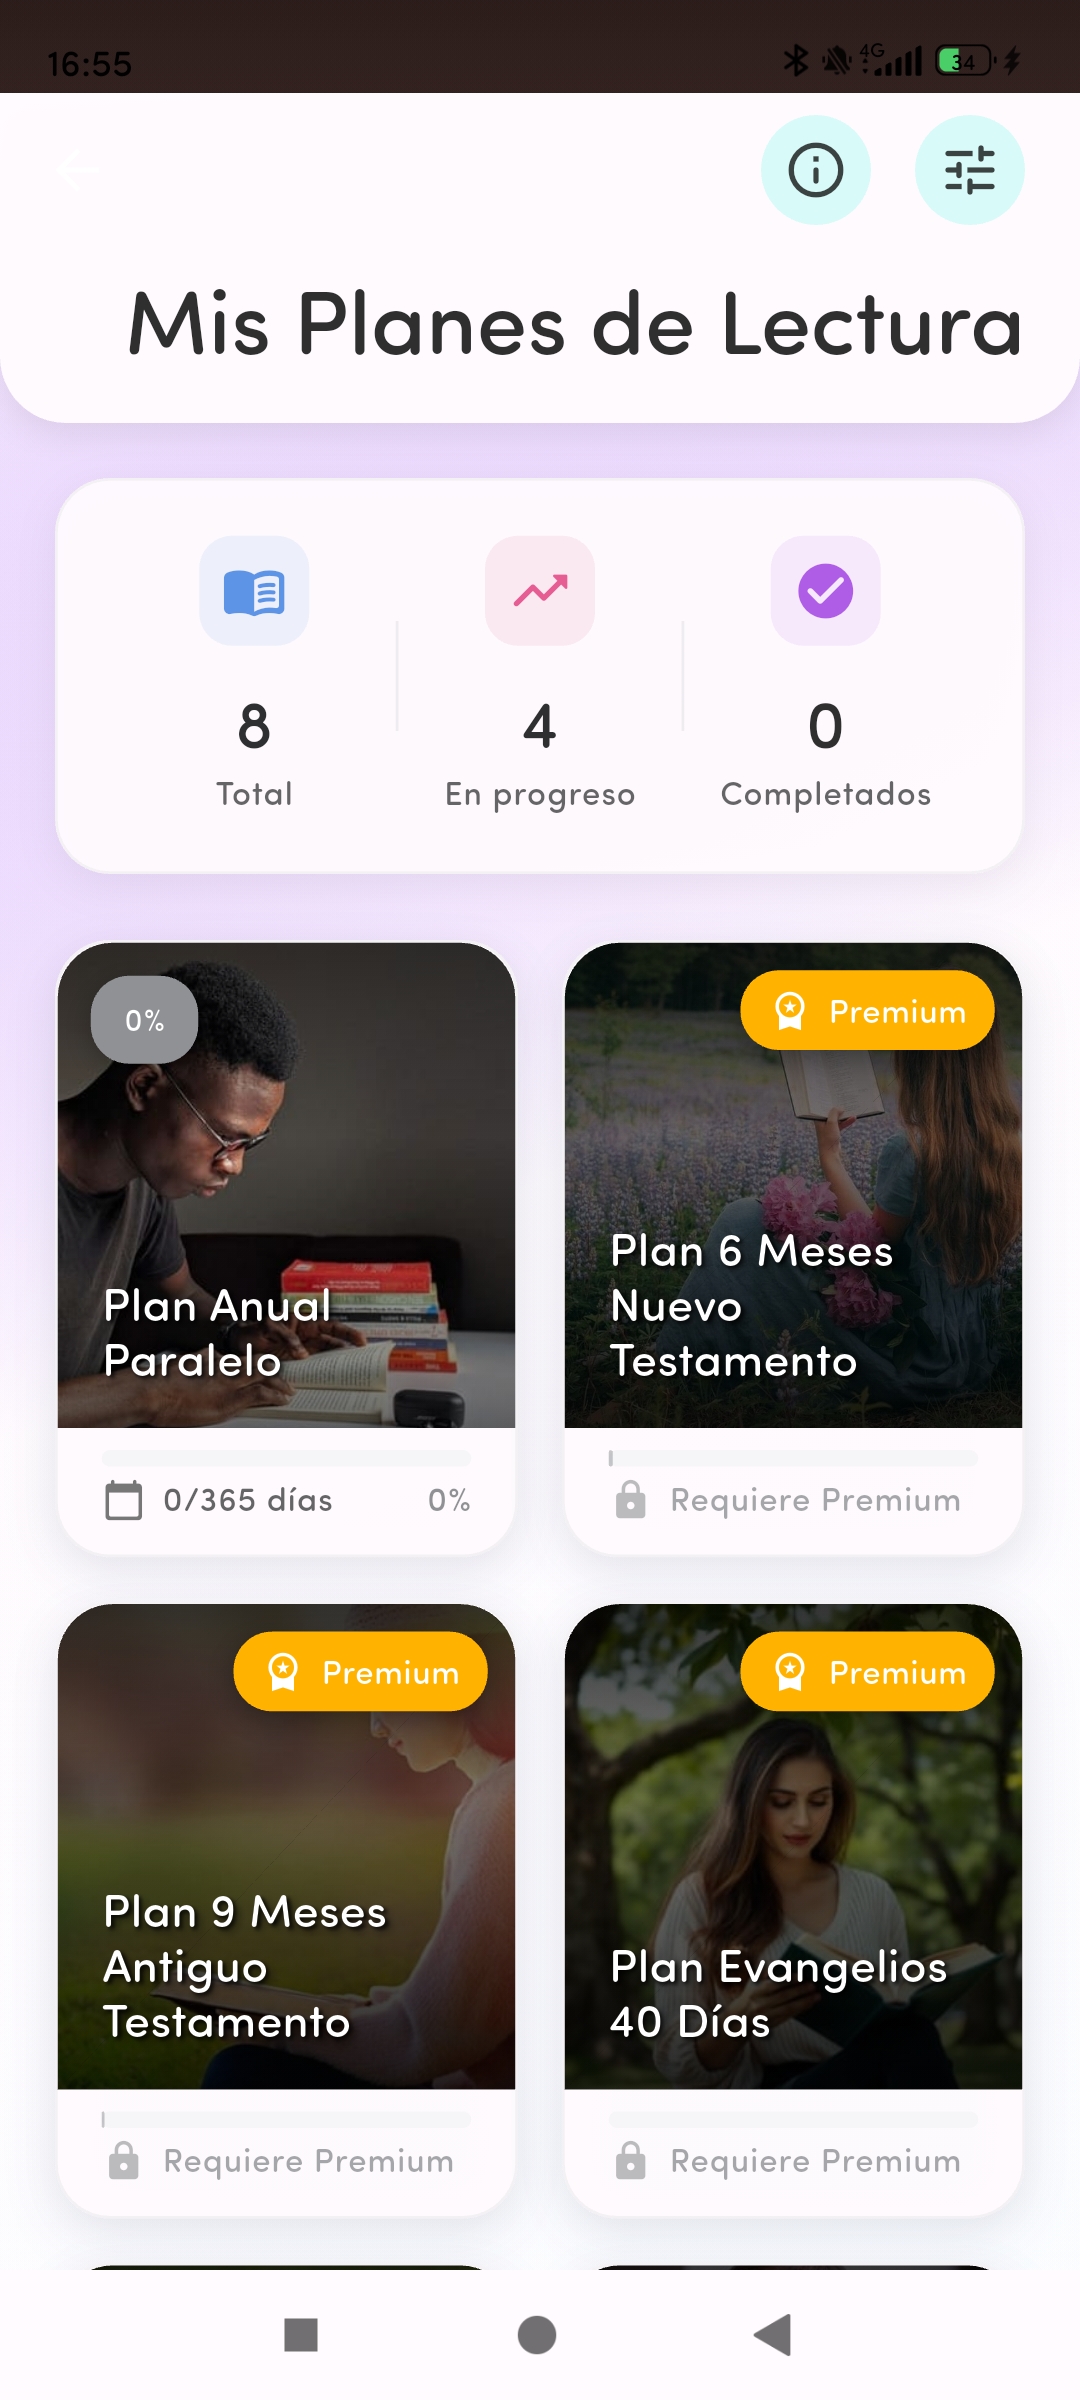 16:55
4G
34
Mis Planes de Lectura
8
4
0
Total
En progreso
Completados
0%
Plan Anual
Paralelo
0/365 días
0%
Premium
Plan 6 Meses
Nuevo
Testamento
Requiere Premium
Premium
Plan 9 Meses
Antiguo
Testamento
Requiere Premium
Premium
Plan Evangelios
40 Días
Requiere Premium